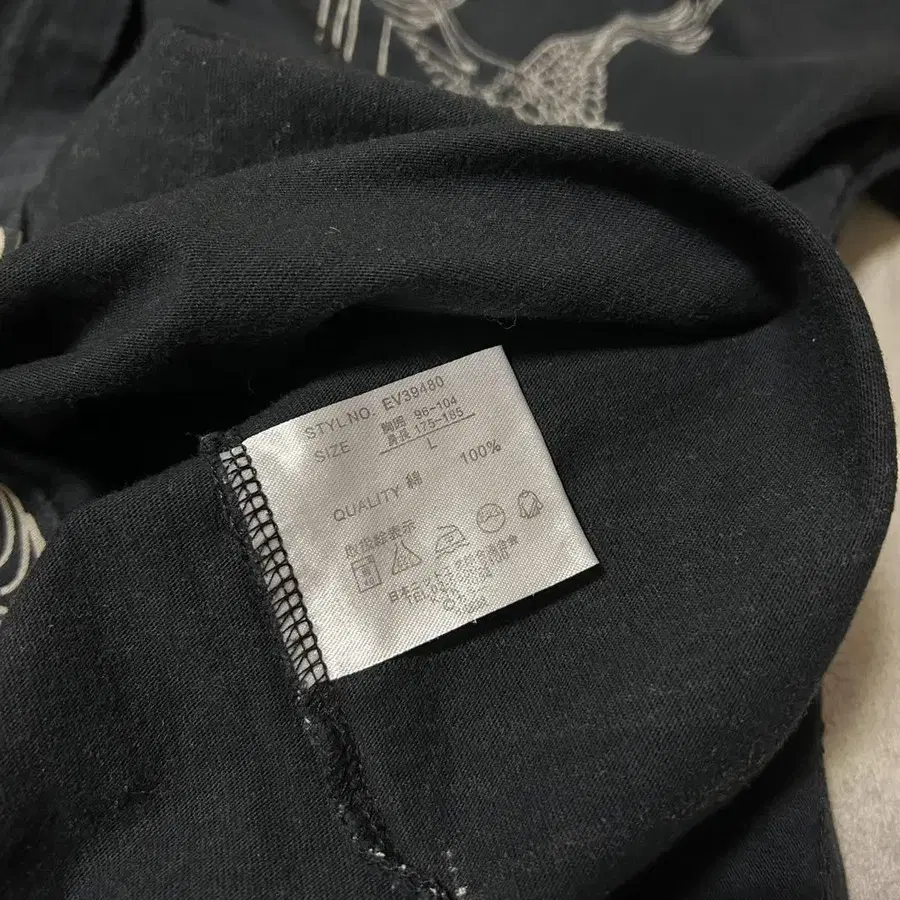 STYL.NO. EV39480
SIZE 胸囲 96-104
身長 175-185
L
QUALITY 綿 100%
取扱絵表示